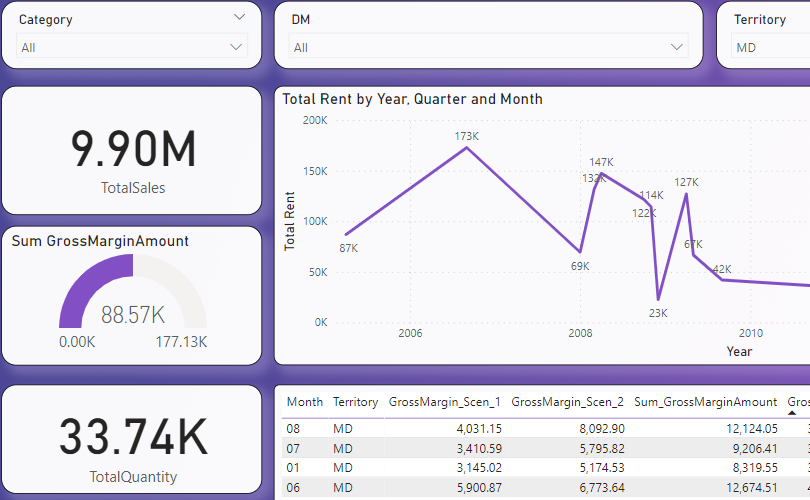 Category
All
DM
All
Territory
MD
9.90M
TotalSales
Total Rent by Year, Quarter and Month
Total Rent
200K
150K
100K
50K
0K
87K
173K
69K
132K
147K
122K
114K
23K
127K
67K
42K
2006
2008
2010
Year
Sum GrossMarginAmount
88.57K
0.00K
177.13K
33.74K
TotalQuantity
Month Territory GrossMargin_Scen_1 GrossMargin_Scen_2 Sum_GrossMarginAmount Gros
08 MD 4,031.15 8,092.90 12,124.05 3
07 MD 3,410.59 5,795.82 9,206.41 3
01 MD 3,145.02 5,174.53 8,319.55 3
06 MD 5,900.87 6,773.64 12,674.51